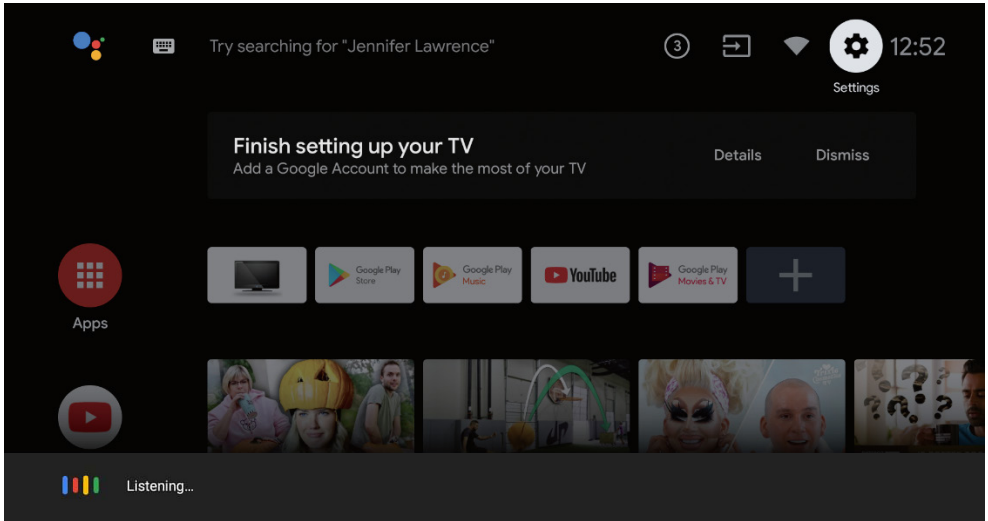 Try searching for "Jennifer Lawrence"
3
12:52
Settings
Finish setting up your TV
Add a Google Account to make the most of your TV
Details
Dismiss
Google Play
Store
Google Play
Music
YouTube
Google Play
Movies & TV
Apps
Listening...